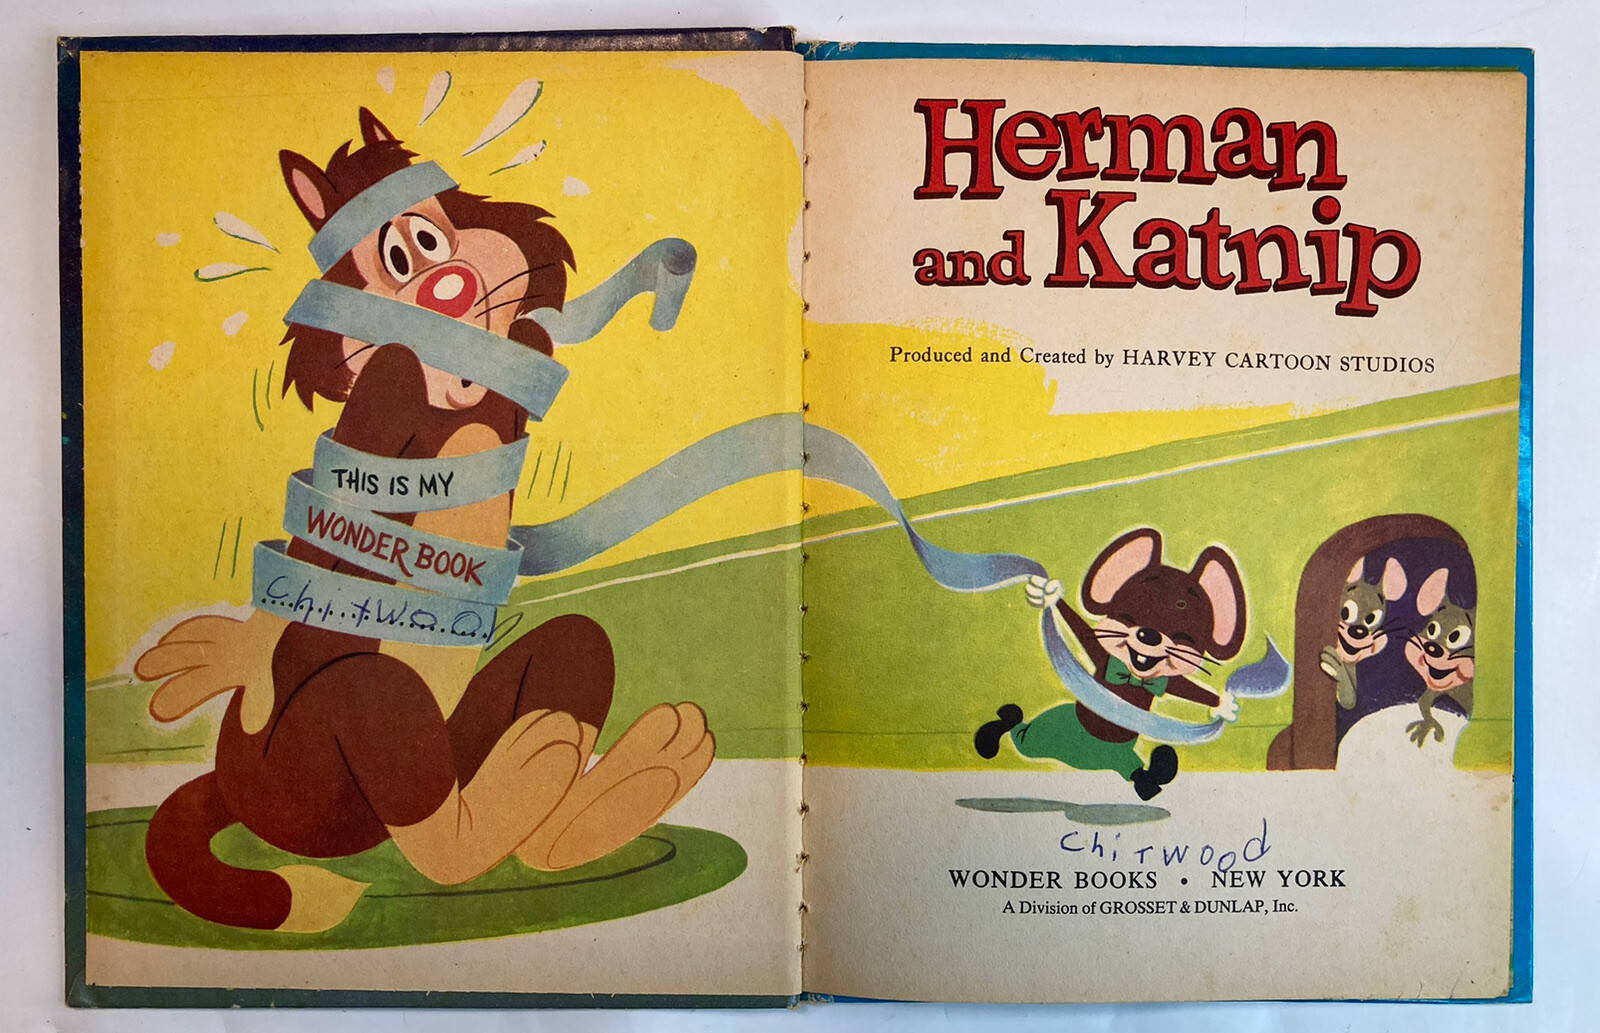 THIS IS MY
WONDER BOOK
chitwood
Herman
and Katnip
Produced and Created by HARVEY CARTOON STUDIOS
chitwood
WONDER BOOKS • NEW YORK
A Division of GROSSET & DUNLAP, Inc.